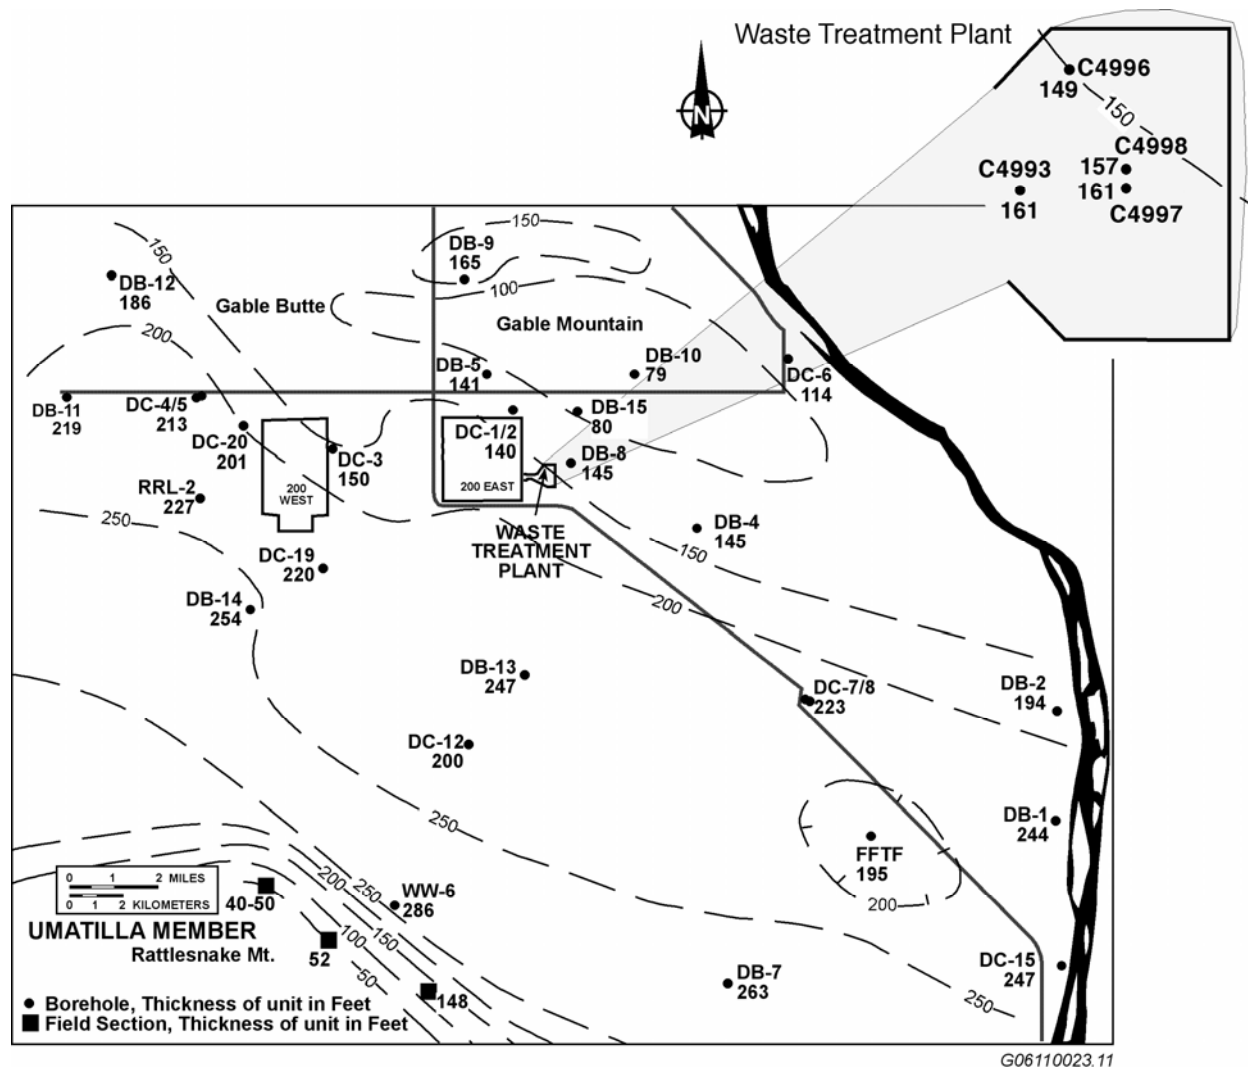 Waste Treatment Plant
C4996
149
150
C4998
157
C4993
161
161
C4997
N
150
150
DB-9
165
DB-12
186
100
Gable Butte
Gable Mountain
200
DB-10
79
DB-5
141
DC-6
114
DB-11
219
DC-4/5
213
DB-15
80
DC-20
201
DC-1/2
140
DC-3
150
DB-8
145
RRL-2
227
200
WEST
200 EAST
250
WASTE
TREATMENT
PLANT
DB-4
145
150
DC-19
220
DB-14
254
200
DB-13
247
DC-7/8
223
DB-2
194
DC-12
200
250
DB-1
244
FFTF
195
200
0 1 2 MILES
0 1 2 KILOMETERS
200
250
40-50
WW-6
286
UMATILLA MEMBER
Rattlesnake Mt.
150
100
52
50
148
DB-7
263
DC-15
247
250
Borehole, Thickness of unit in Feet
Field Section, Thickness of unit in Feet
G06110023.11